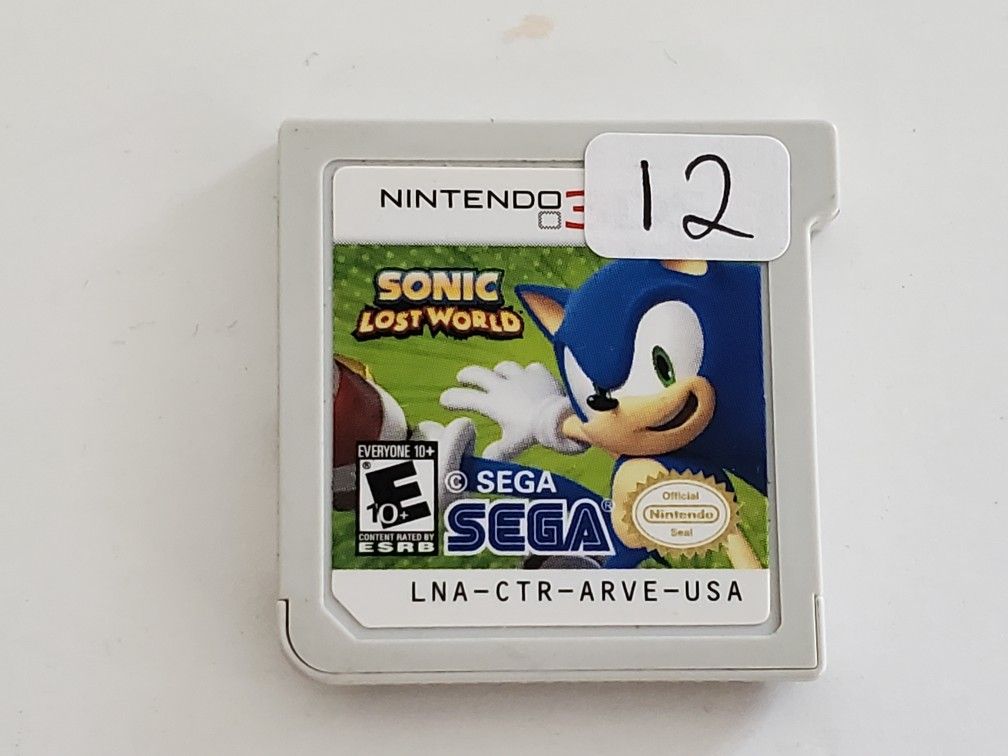 NINTENDO 3
12
SONIC
LOST WORLD
EVERYONE 10+
®
E
10+
CONTENT RATED BY
ESRB
© SEGA
SEGA®
Official
Nintendo
Seal
LNA-CTR-ARVE-USA